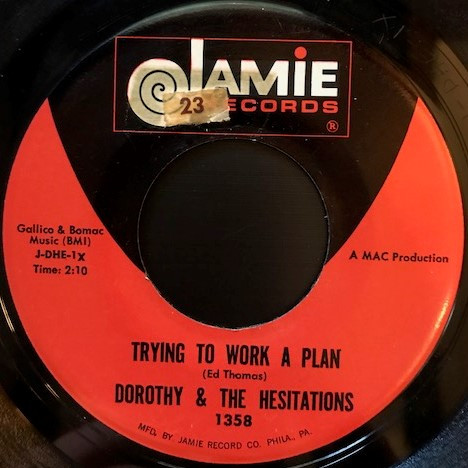 JAMIE
23 RECORDS
®
Gallico & Bomac
Music (BMI)
J-DHE-1X
Time: 2:10
A MAC Production
TRYING TO WORK A PLAN
(Ed Thomas)
DOROTHY & THE HESITATIONS
1358
MFG. BY JAMIE RECORD CO. PHILA., PA.